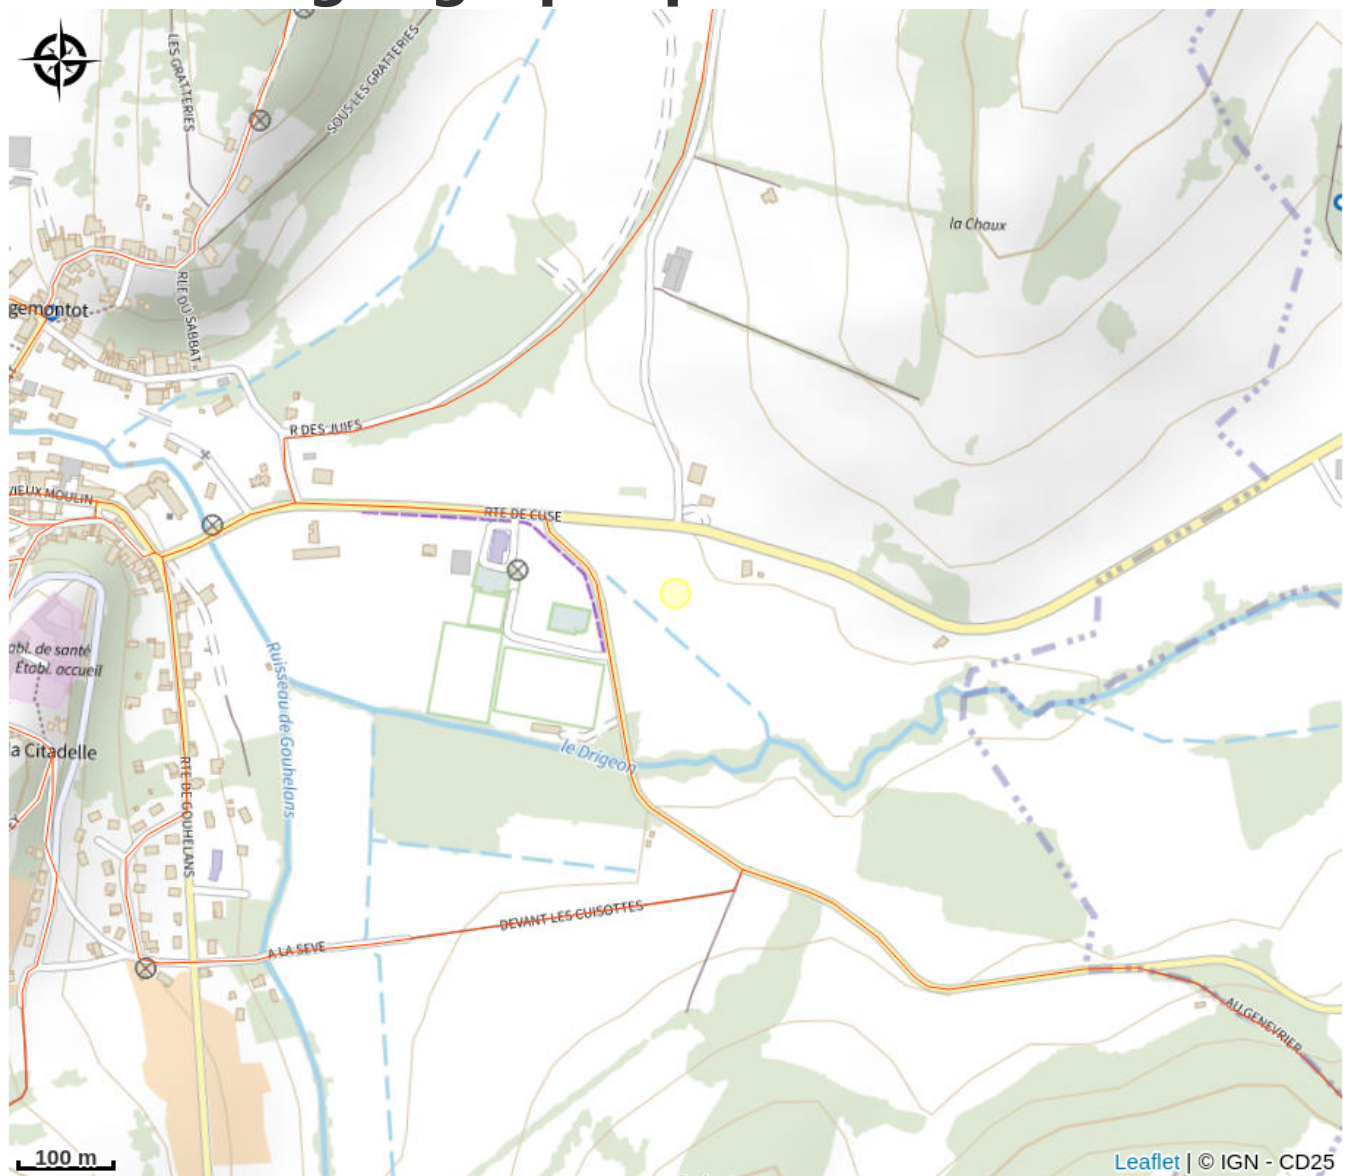 LES GRATTERIES
SOUS LES GRATTERIES
la Chaux
gemontot
RLE DU SABBAT
R DES JUIFS
VIEUX MOULIN
RTE DE CUSE
abl. de santé
Établ. accueil
Ruisseau de Gouhelans
la Citadelle
le Drigeon
RTE DE GOUHELANS
DEVANT LES CUISOTTES
A LA SEVE
AU GENEVRIER
100 m
Leaflet | © IGN - CD25